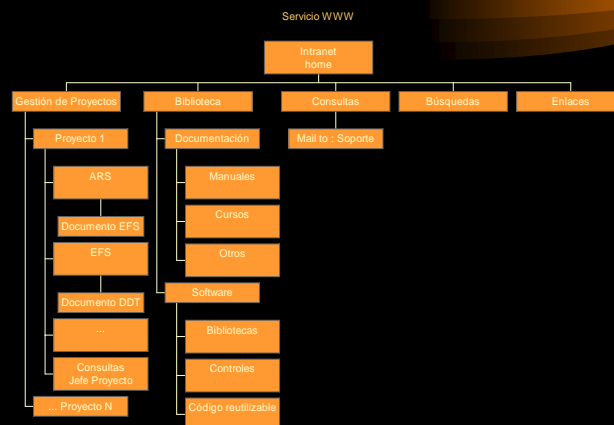 Servicio WWW
Intranet
home
Gestión de Proyectos
Biblioteca
Consultas
Búsquedas
Enlaces
Proyecto 1
Documentación
Mail to : Soporte
ARS
Manuales
Documento EFS
Cursos
EFS
Otros
Documento DDT
Software
...
Bibliotecas
Consultas
Jefe Proyecto
Controles
... Proyecto N
Código reutilizable